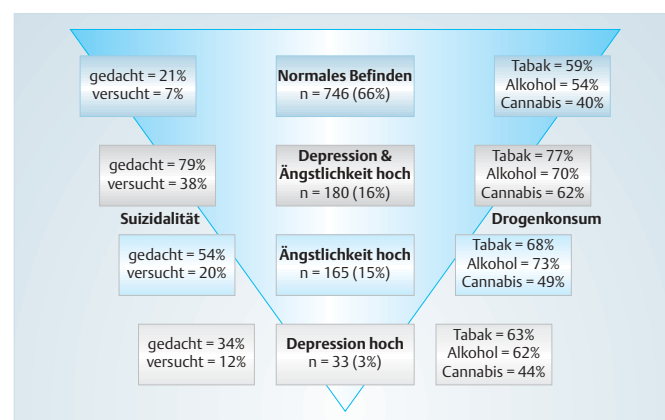 gedacht = 21%
versucht = 7%
Normales Befinden
n = 746 (66%)
Tabak = 59%
Alkohol = 54%
Cannabis = 40%
gedacht = 79%
versucht = 38%
Depression &
Ängstlichkeit hoch
n = 180 (16%)
Tabak = 77%
Alkohol = 70%
Cannabis = 62%
Suizidalität
Drogenkonsum
gedacht = 54%
versucht = 20%
Ängstlichkeit hoch
n = 165 (15%)
Tabak = 68%
Alkohol = 73%
Cannabis = 49%
gedacht = 34%
versucht = 12%
Depression hoch
n = 33 (3%)
Tabak = 63%
Alkohol = 62%
Cannabis = 44%